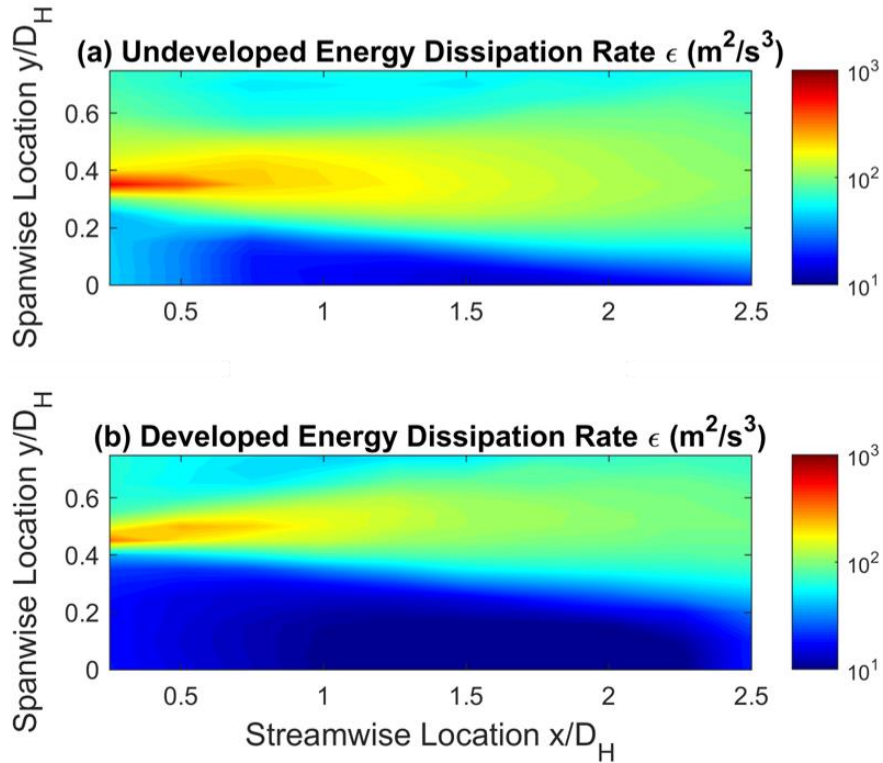 (a) Undeveloped Energy Dissipation Rate ϵ (m²/s³)
Spanwise Location y/D_H
0.6
0.4
0.2
0
0.5 1 1.5 2 2.5
10³
10²
10¹
(b) Developed Energy Dissipation Rate ϵ (m²/s³)
Spanwise Location y/D_H
0.6
0.4
0.2
0
0.5 1 1.5 2 2.5
10³
10²
10¹
Streamwise Location x/D_H